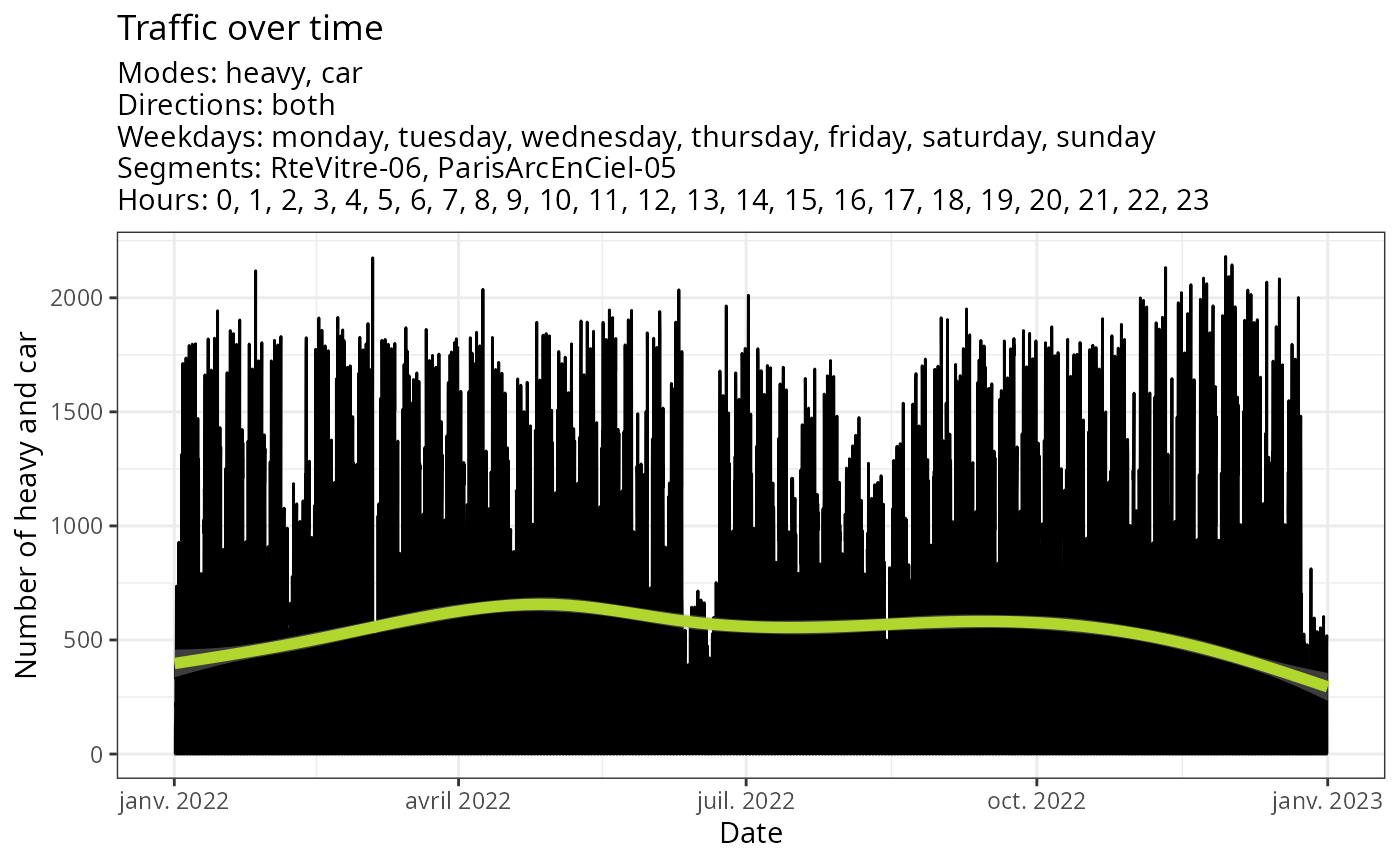 Traffic over time
Modes: heavy, car
Directions: both
Weekdays: monday, tuesday, wednesday, thursday, friday, saturday, sunday
Segments: RteVitre-06, ParisArcEnCiel-05
Hours: 0, 1, 2, 3, 4, 5, 6, 7, 8, 9, 10, 11, 12, 13, 14, 15, 16, 17, 18, 19, 20, 21, 22, 23
Number of heavy and car
2000
1500
1000
500
0
janv. 2022 avril 2022 juil. 2022 oct. 2022 janv. 2023
Date